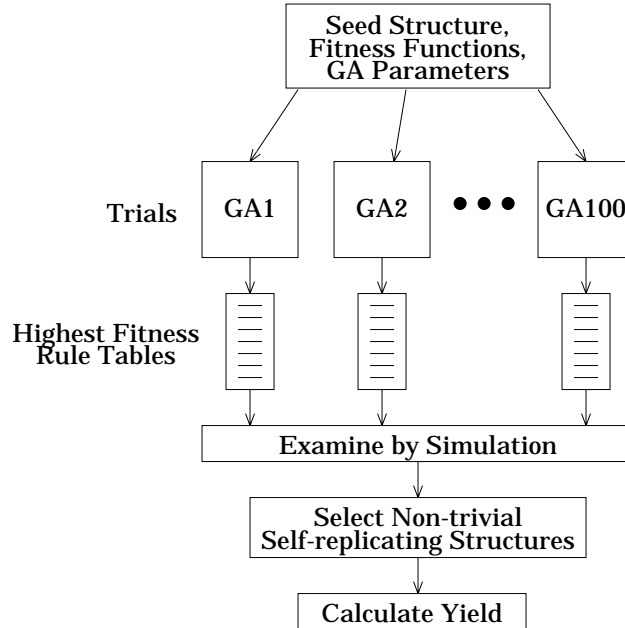 Seed Structure,
Fitness Functions,
GA Parameters
Trials
GA1
GA2
GA100
Highest Fitness
Rule Tables
Examine by Simulation
Select Non-trivial
Self-replicating Structures
Calculate Yield